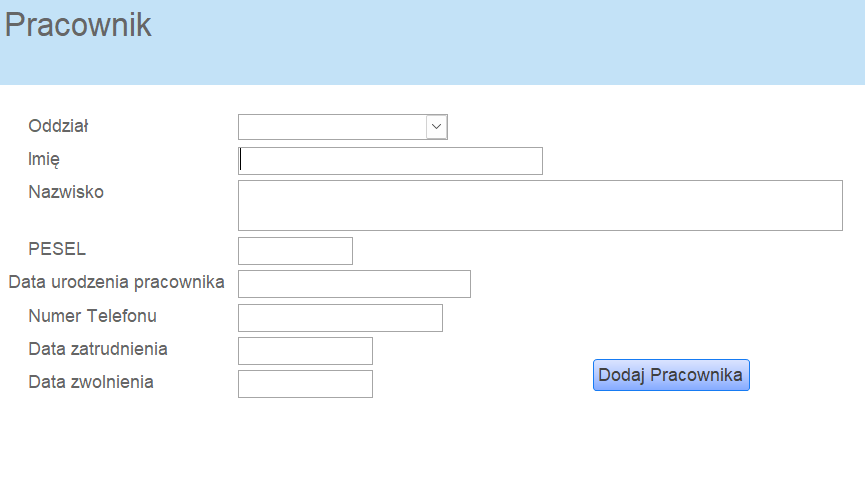 Pracownik
Oddział
Imię
Nazwisko
PESEL
Data urodzenia pracownika
Numer Telefonu
Data zatrudnienia
Data zwolnienia
Dodaj Pracownika